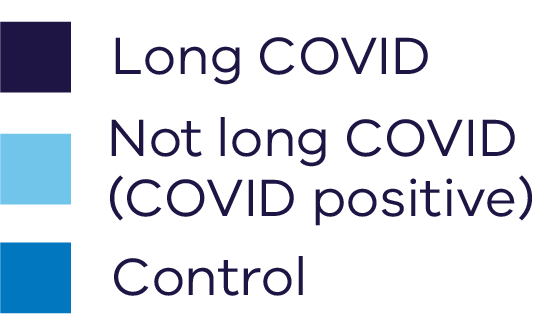 Long COVID
Not long COVID
(COVID positive)
Control